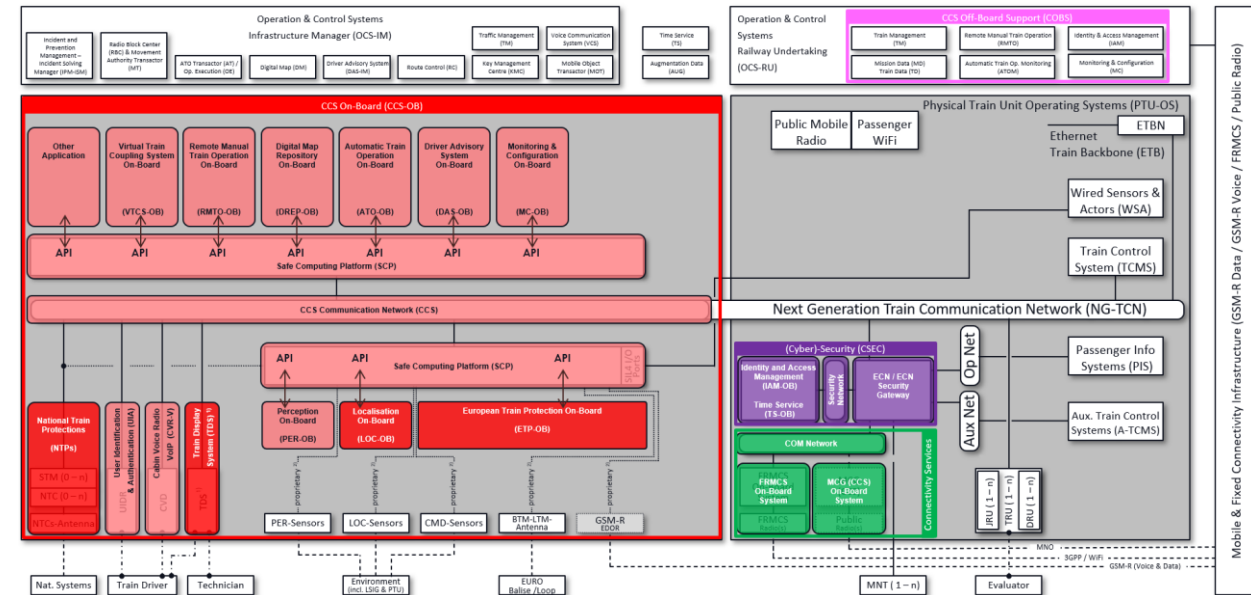 Operation & Control Systems
Infrastructure Manager (OCS-IM)
Incident and
Prevention
Management –
Incident Solving
Manager (IPM-ISM)
Radio Block Center
(RBC) & Movement
Authority Transactor
(MT)
ATO Transactor (AT) /
Op. Execution (OE)
Digital Map (DM)
Driver Advisory System
(DAS-IM)
Route Control (RC)
Traffic Management
(TM)
Key Management
Centre (KMC)
Voice Communication
System (VCS)
Mobile Object
Transactor (MOT)
Time Service
(TS)
Augmentation Data
(AUG)
Operation & Control
Systems
Railway Undertaking
(OCS-RU)
CCS Off-Board Support (COBS)
Train Management
(TM)
Remote Manual Train Operation
(RMTO)
Identity & Access Management
(IAM)
Mission Data (MD)
Train Data (TD)
Automatic Train Op. Monitoring
(ATOM)
Monitoring & Configuration
(MC)
Mobile & Fixed Connectivity Infrastructure (GSM-R Data / GSM-R Voice / FRMCS / Public Radio)
CCS On-Board (CCS-OB)
Other
Application
Virtual Train
Coupling System
On-Board
(VTCS-OB)
Remote Manual
Train Operation
On-Board
(RMTO-OB)
Digital Map
Repository
On-Board
(DREP-OB)
Automatic Train
Operation
On-Board
(ATO-OB)
Driver Advisory
System
On-Board
(DAS-OB)
Monitoring &
Configuration
On-Board
(MC-OB)
API
API
API
API
API
API
API
Safe Computing Platform (SCP)
CCS Communication Network (CCS)
API
API
API
Safe Computing Platform (SCP)
SIL4 I/O
Ports
National Train
Protections
(NTPs)
STM (0 – n)
NTC (0 – n)
NTCs-Antenna
User Identification
& Authentication (UIA)
UIDR
Cabin Voice Radio
VoIP (CVR-V)
CVD
Train Display
System (TDS) 1)
TDS 1)
Perception
On-Board
(PER-OB)
Localisation
On-Board
(LOC-OB)
European Train Protection On-Board
(ETP-OB)
proprietary 2)
proprietary 2)
proprietary 2)
proprietary 2)
proprietary 2)
PER-Sensors
LOC-Sensors
CMD-Sensors
BTM-LTM-
Antenna
GSM-R
EDOR
Physical Train Unit Operating Systems (PTU-OS)
Public Mobile
Radio
Passenger
WiFi
ETBN
Ethernet
Train Backbone (ETB)
Wired Sensors &
Actors (WSA)
Train Control
System (TCMS)
Next Generation Train Communication Network (NG-TCN)
(Cyber)-Security (CSEC)
Identity and Access
Management
(IAM-OB)
Time Service
(TS-OB)
Security
Network
ECN / ECN
Security
Gateway
Op Net
Aux Net
Passenger Info
Systems (PIS)
Aux. Train Control
Systems (A-TCMS)
Connectivity Services
COM Network
FRMCS
On-Board
System
FRMCS
Radio(s)
MCG (CCS)
On-Board
System
Public
Radio(s)
JRU (1 – n)
TRU (1 – n)
DRU (1 – n)
MNO
3GPP / WiFi
GSM-R (Voice & Data)
Nat. Systems
Train Driver
Technician
Environment
(incl. LSIG & PTU)
EURO
Balise /Loop
MNT ( 1 – n)
Evaluator